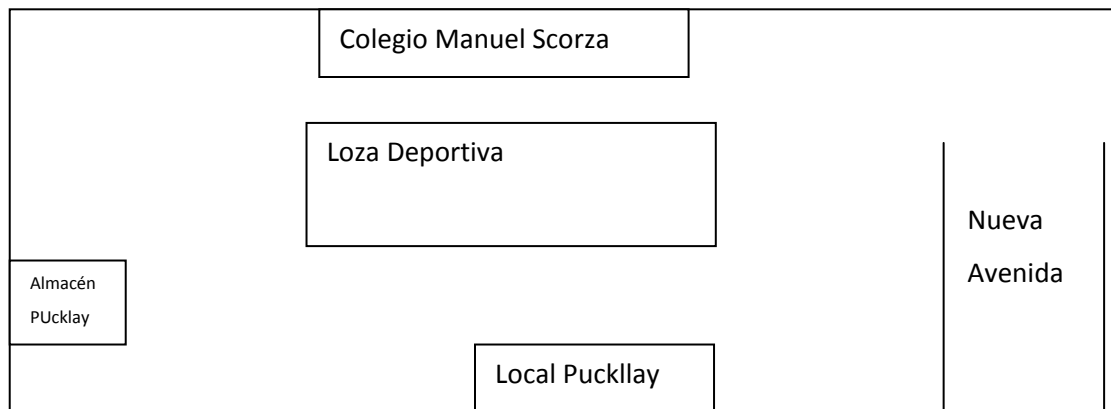 Colegio Manuel Scorza
Loza Deportiva
Nueva
Avenida
Almacén
PUcklay
Local Puckllay